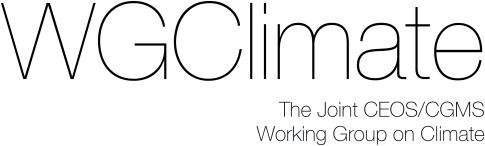 WGClimate
The Joint CEOS/CGMS
Working Group on Climate